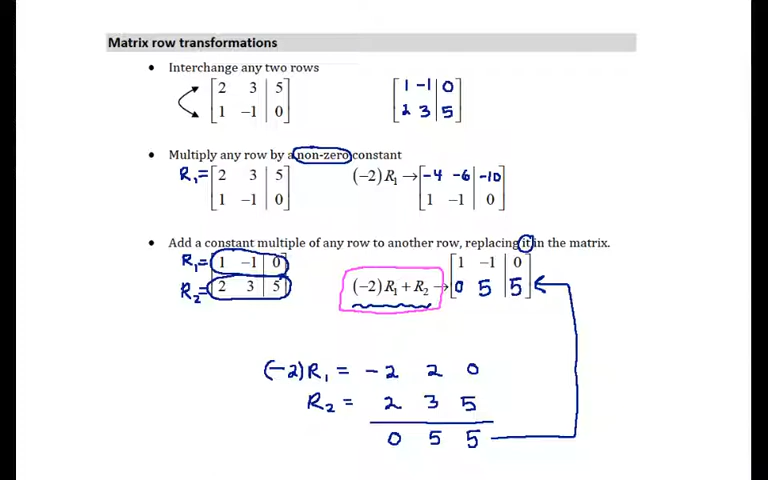 Matrix row transformations
• Interchange any two rows
[2 3 | 5] [1 -1 | 0]
[1 −1 | 0] [2 3 | 5]
• Multiply any row by a non-zero constant
R₁= [2 3 | 5] (−2)R₁ → [-4 -6 | -10]
[1 −1 | 0] [1 −1 | 0]
• Add a constant multiple of any row to another row, replacing it in the matrix.
R₁= [1 −1 | 0] [1 −1 | 0]
R₂= [2 3 | 5] (−2)R₁ + R₂ → [0 5 | 5]
(-2)R₁ = -2 2 0
R₂ = 2 3 5
0 5 5